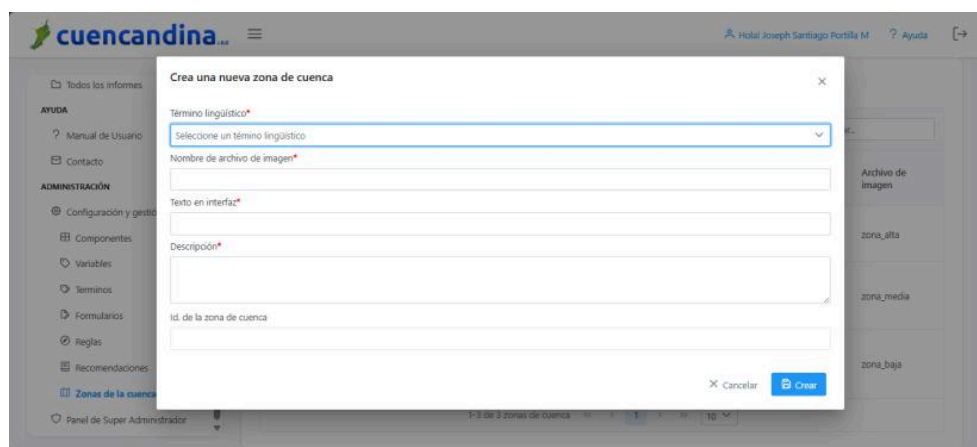 cuencandina
Hola! Joseph Santiago Portilla M
? Ayuda
Todos los informes
AYUDA
? Manual de Usuario
Contacto
ADMINISTRACIÓN
Configuración y gestió
Componentes
Variables
Terminos
Formularios
Reglas
Recomendaciones
Zonas de la cuenca
Panel de Super Administrador
Crea una nueva zona de cuenca
Término lingüístico*
Seleccione un témino lingüístico
Nombre de archivo de imagen*
Texto en interfaz*
Descripción*
Id. de la zona de cuenca
Cancelar
Crear
Archivo de
imagen
zona_alta
zona_media
zona_baja
1-3 de 3 zonas de cuenca
1
10